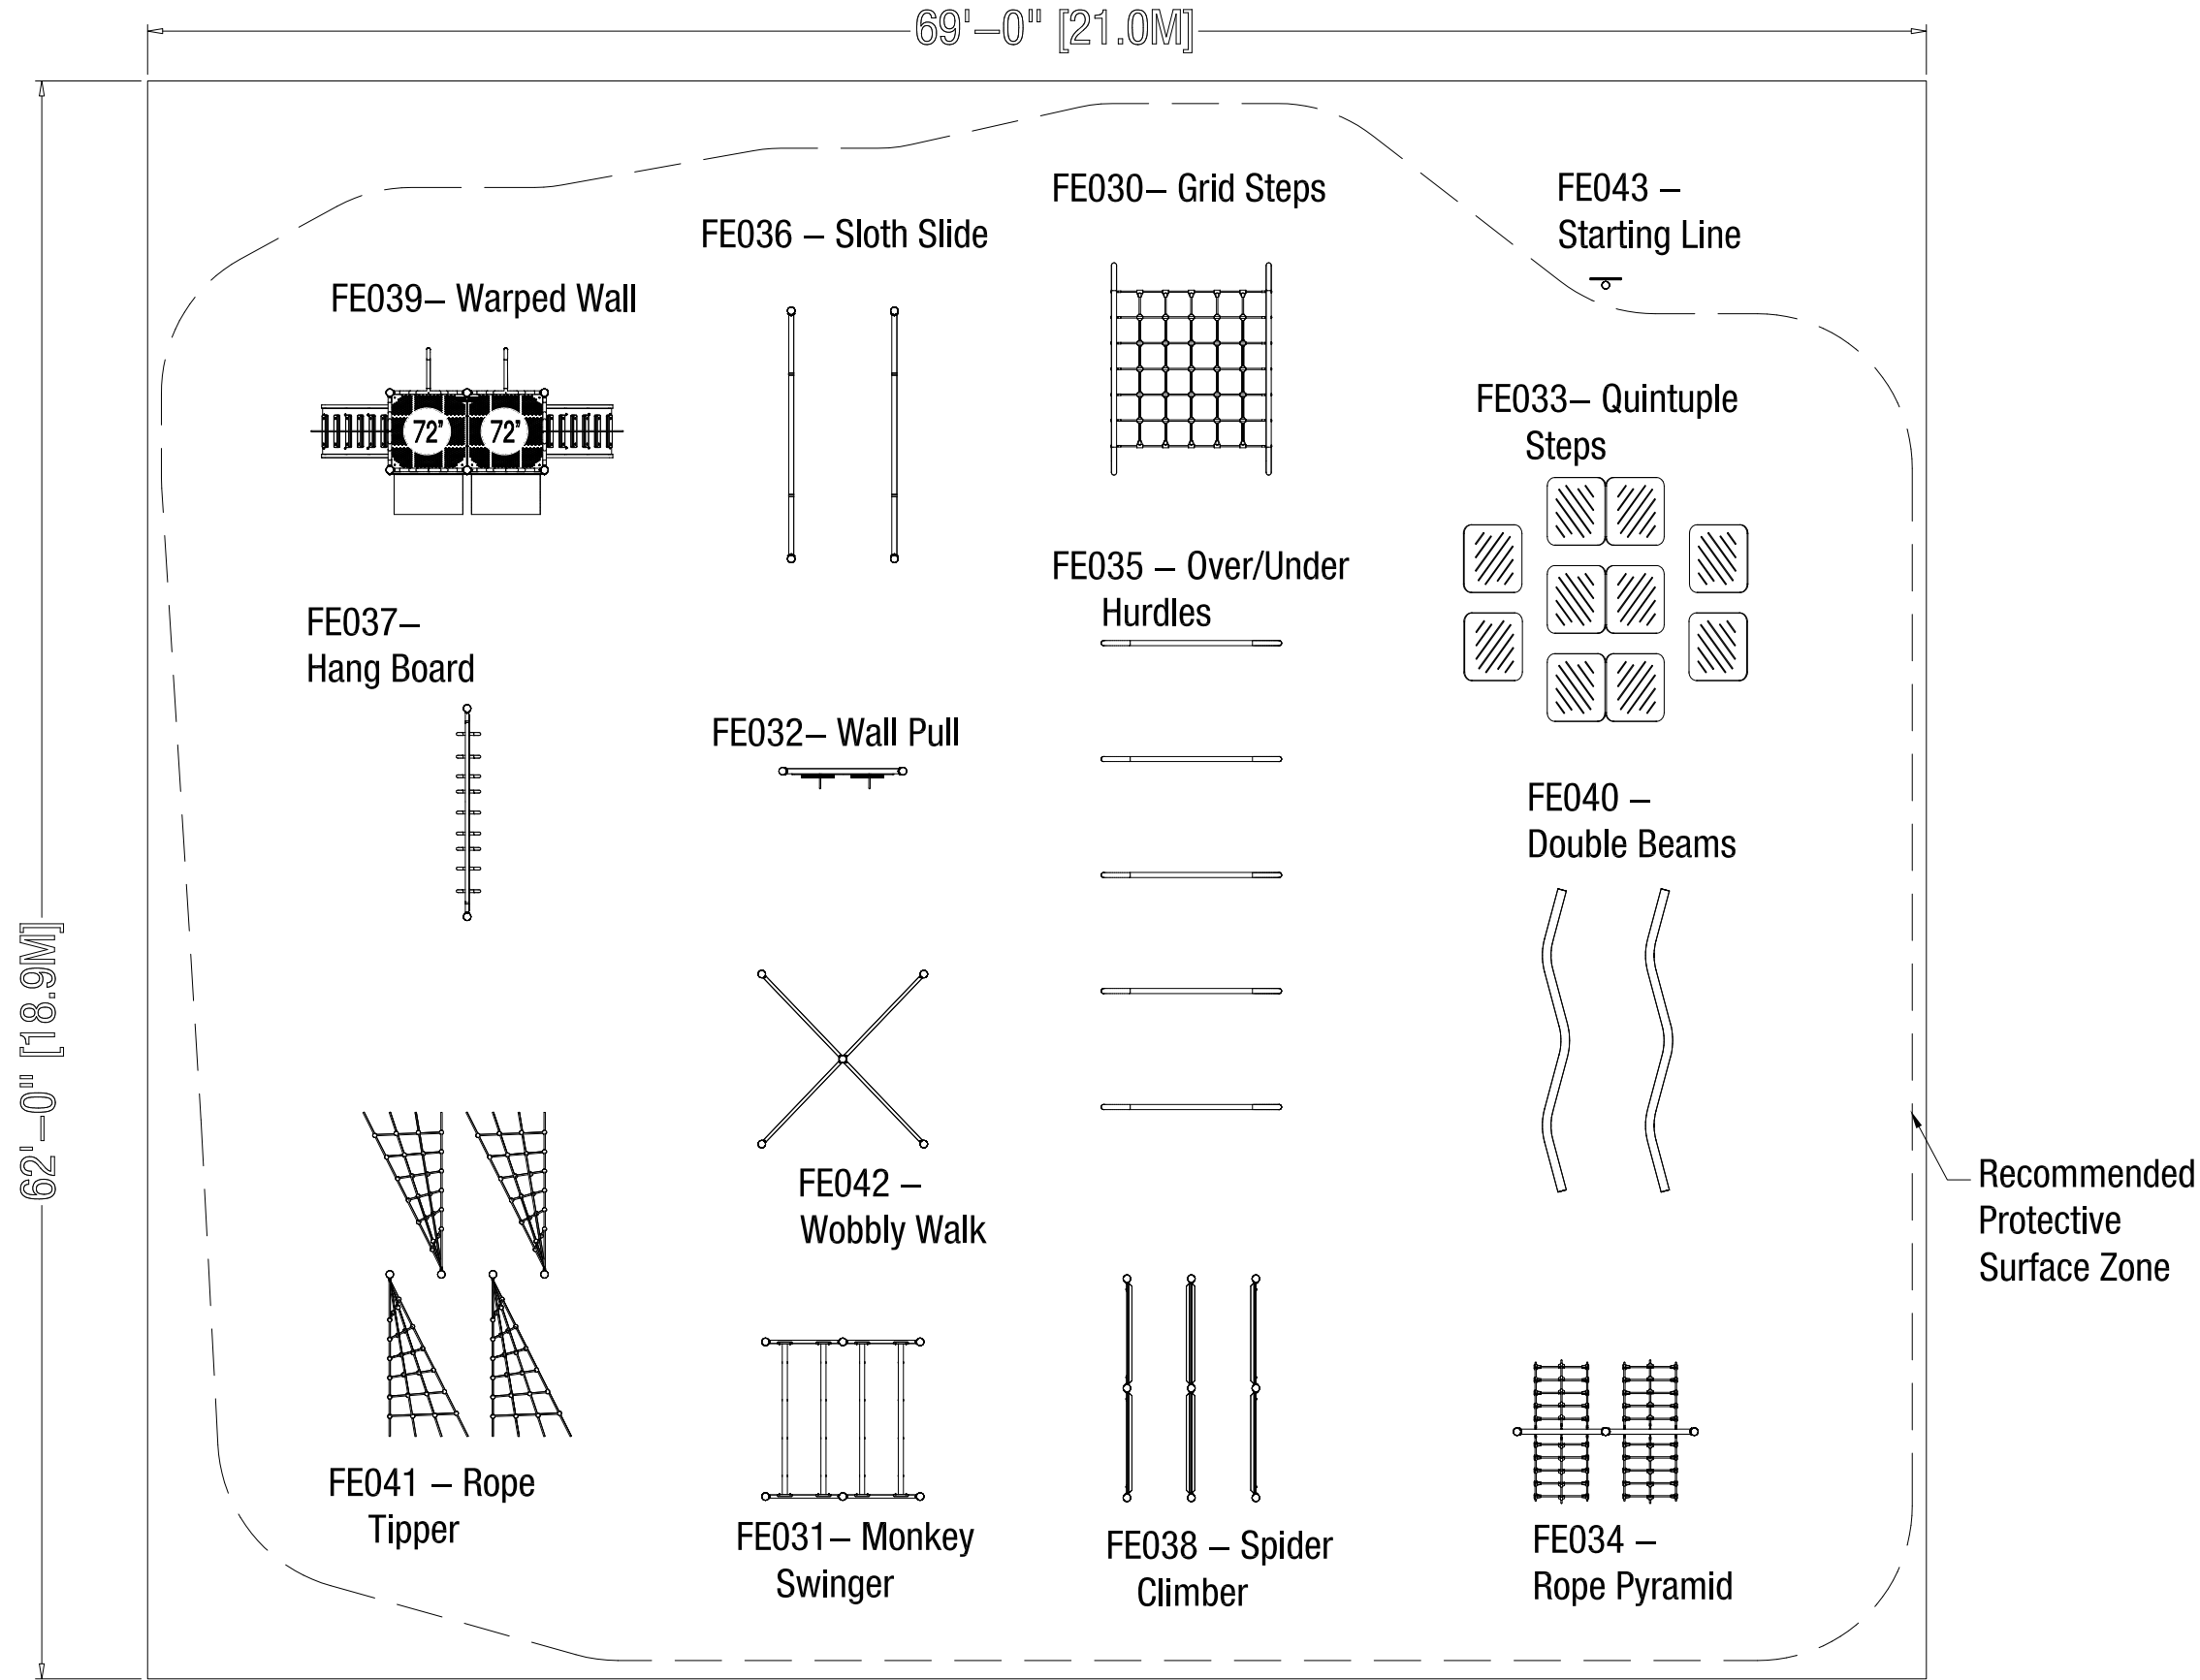 69'–0" [21.0M]
FE030– Grid Steps
FE043 –
Starting Line
FE036 – Sloth Slide
FE039– Warped Wall
72" 72"
FE033– Quintuple
Steps
FE035 – Over/Under
Hurdles
FE037–
Hang Board
FE032– Wall Pull
FE040 –
Double Beams
62'–0" [18.9M]
FE042 –
Wobbly Walk
Recommended
Protective
Surface Zone
FE041 – Rope
Tipper
FE031– Monkey
Swinger
FE038 – Spider
Climber
FE034 –
Rope Pyramid